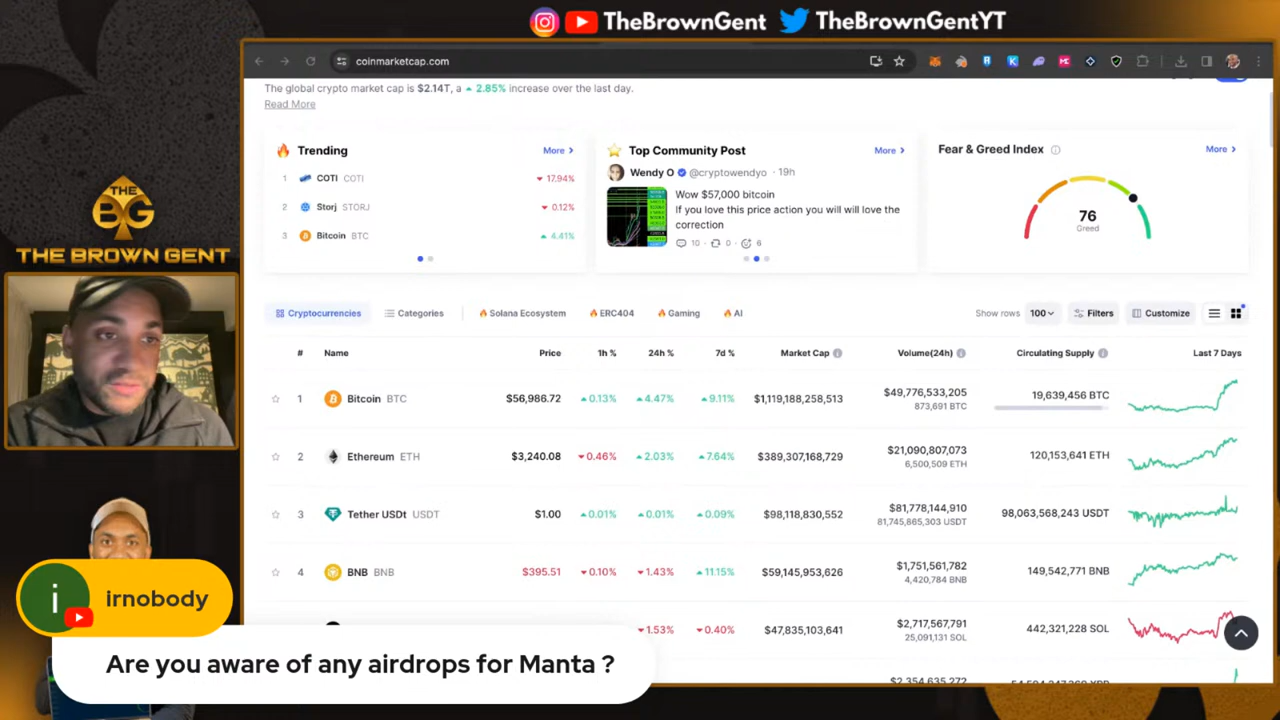 TheBrownGent TheBrownGentYT
coinmarketcap.com
The global crypto market cap is $2.14T, a 2.85% increase over the last day.
Read More
THE BG
THE BROWN GENT
Trending More
1 COTI COTI 17.94%
2 Storj STORJ 0.12%
3 Bitcoin BTC 4.41%
Top Community Post More
Wendy O @cryptowendyo · 19h
Wow $57,000 bitcoin
If you love this price action you will will love the
correction
10 0 6
Fear & Greed Index More
76
Greed
Cryptocurrencies Categories Solana Ecosystem ERC404 Gaming AI Show rows 100 Filters Customize
# Name Price 1h % 24h % 7d % Market Cap Volume(24h) Circulating Supply Last 7 Days
1 Bitcoin BTC $56,986.72 0.13% 4.47% 9.11% $1,119,188,258,513 $49,776,533,205 19,639,456 BTC
873,691 BTC
2 Ethereum ETH $3,240.08 0.46% 2.03% 7.64% $389,307,168,729 $21,090,807,073 120,153,641 ETH
6,500,509 ETH
3 Tether USDt USDT $1.00 0.01% 0.01% 0.09% $98,118,830,552 $81,778,144,910 98,063,568,243 USDT
81,745,865,303 USDT
4 BNB BNB $395.51 0.10% 1.43% 11.15% $59,145,953,626 $1,751,561,782 149,542,771 BNB
4,420,784 BNB
1.53% 0.40% $47,835,103,641 $2,717,567,791 442,321,228 SOL
25,091,131 SOL
i irnobody
Are you aware of any airdrops for Manta ?